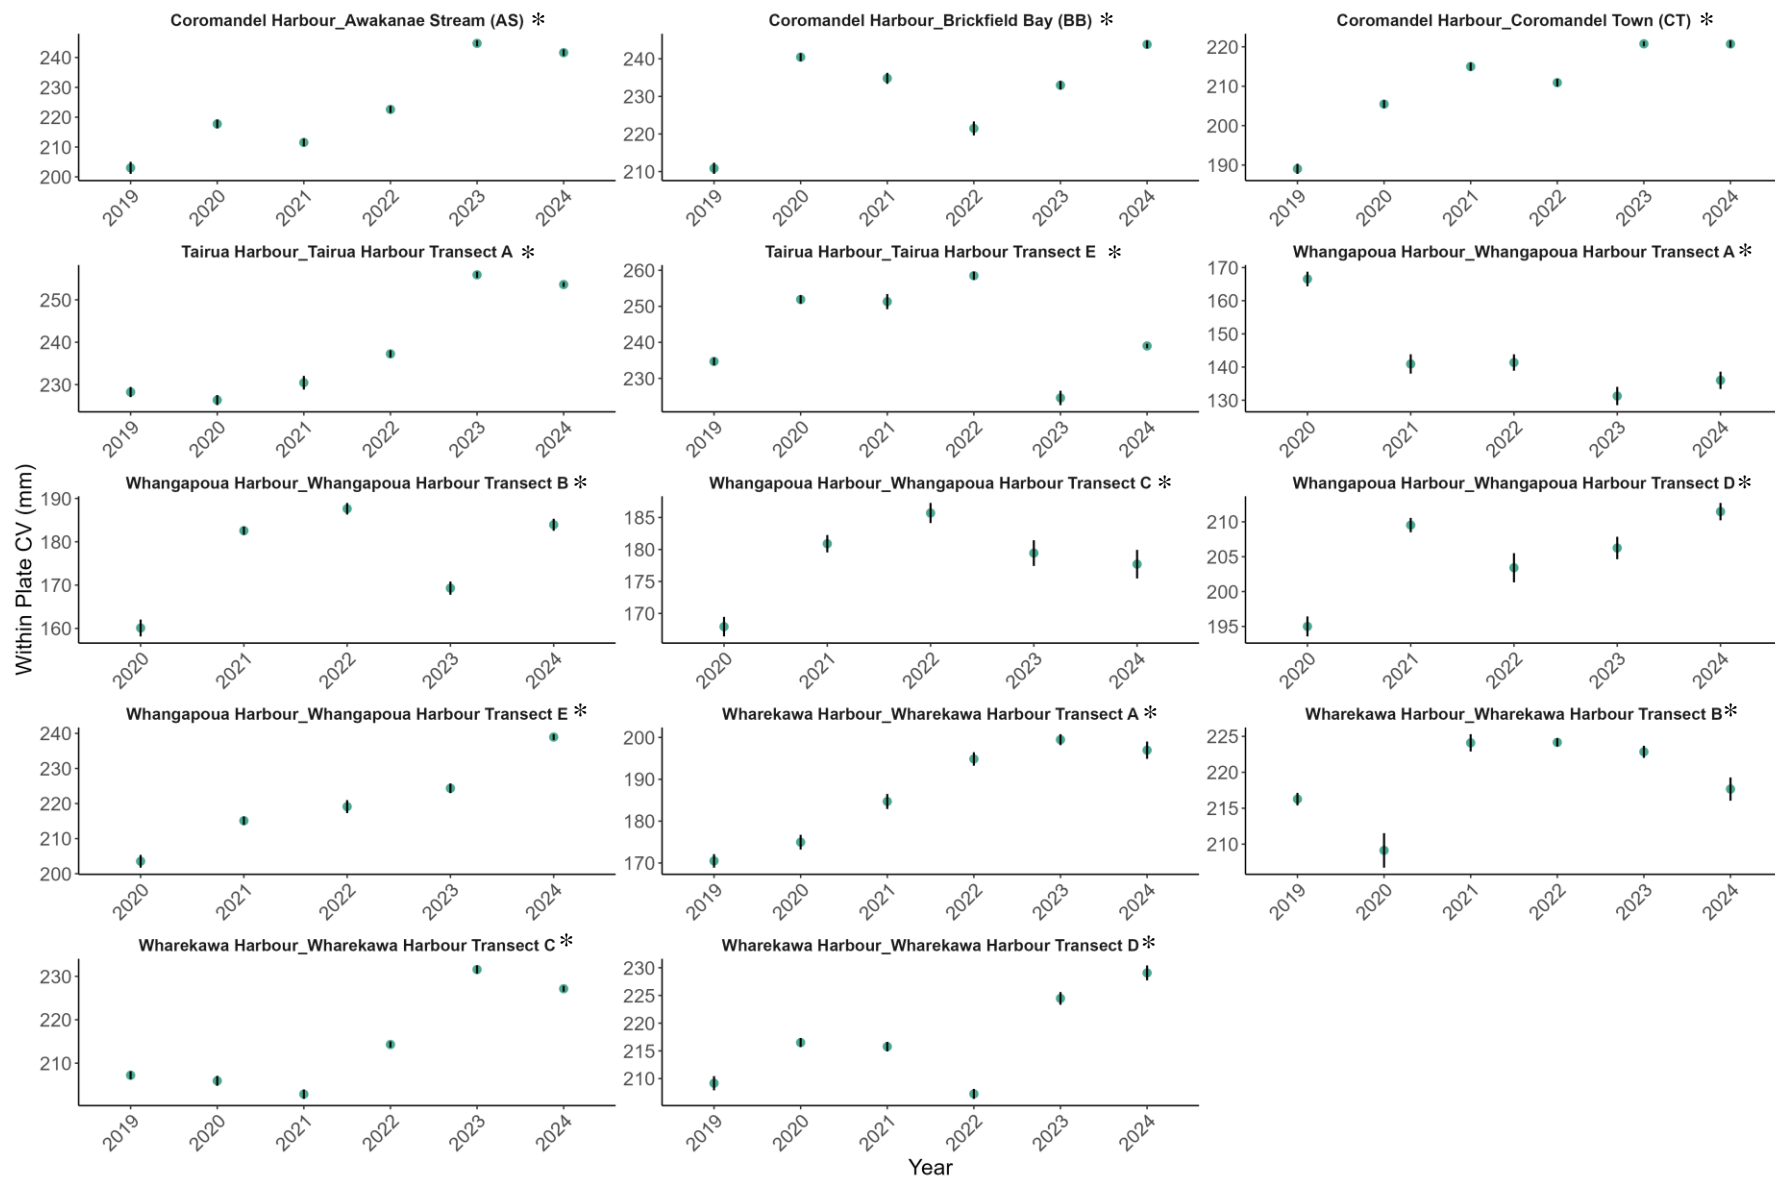 Coromandel Harbour_Awakanae Stream (AS) *
240
230
220
210
200
2019 2020 2021 2022 2023 2024
Coromandel Harbour_Brickfield Bay (BB) *
240
230
220
210
2019 2020 2021 2022 2023 2024
Coromandel Harbour_Coromandel Town (CT) *
220
210
200
190
2019 2020 2021 2022 2023 2024
Tairua Harbour_Tairua Harbour Transect A *
250
240
230
2019 2020 2021 2022 2023 2024
Tairua Harbour_Tairua Harbour Transect E *
260
250
240
230
2019 2020 2021 2022 2023 2024
Whangapoua Harbour_Whangapoua Harbour Transect A *
170
160
150
140
130
2020 2021 2022 2023 2024
Within Plate CV (mm)
Whangapoua Harbour_Whangapoua Harbour Transect B *
190
180
170
160
2020 2021 2022 2023 2024
Whangapoua Harbour_Whangapoua Harbour Transect C *
185
180
175
170
2020 2021 2022 2023 2024
Whangapoua Harbour_Whangapoua Harbour Transect D *
210
205
200
195
2020 2021 2022 2023 2024
Whangapoua Harbour_Whangapoua Harbour Transect E *
240
230
220
210
200
2020 2021 2022 2023 2024
Wharekawa Harbour_Wharekawa Harbour Transect A *
200
190
180
170
2019 2020 2021 2022 2023 2024
Wharekawa Harbour_Wharekawa Harbour Transect B *
225
220
215
210
2019 2020 2021 2022 2023 2024
Wharekawa Harbour_Wharekawa Harbour Transect C *
230
220
210
2019 2020 2021 2022 2023 2024
Wharekawa Harbour_Wharekawa Harbour Transect D *
230
225
220
215
210
2019 2020 2021 2022 2023 2024
Year